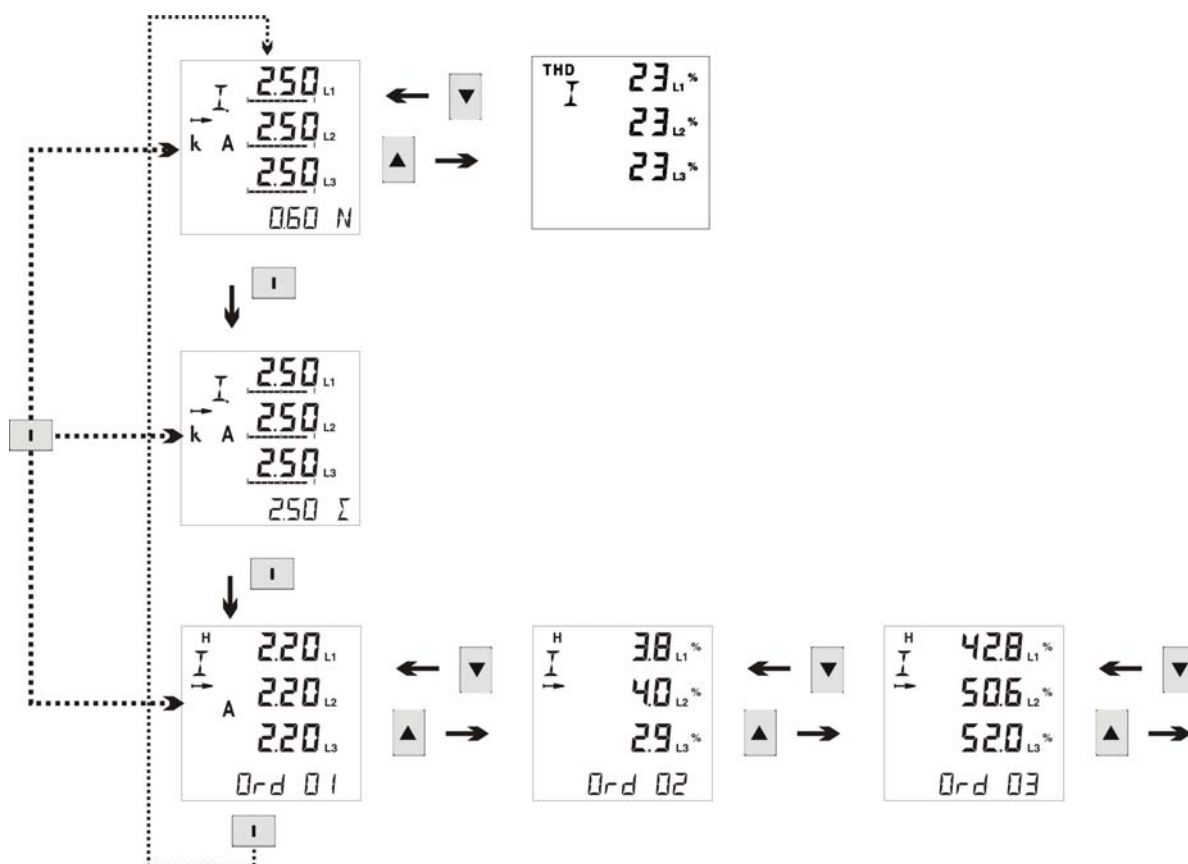 I 2.50 L1
k A 2.50 L2
2.50 L3
0.60 N
THD 23 L1 %
I 23 L2 %
23 L3 %
I
I 2.50 L1
k A 2.50 L2
2.50 L3
2.50 Σ
I
I
H 2.20 L1
I
A 2.20 L2
2.20 L3
Ord 01
H 3.8 L1 %
I
4.0 L2 %
2.9 L3 %
Ord 02
H 42.8 L1 %
I
50.6 L2 %
52.0 L3 %
Ord 03
I